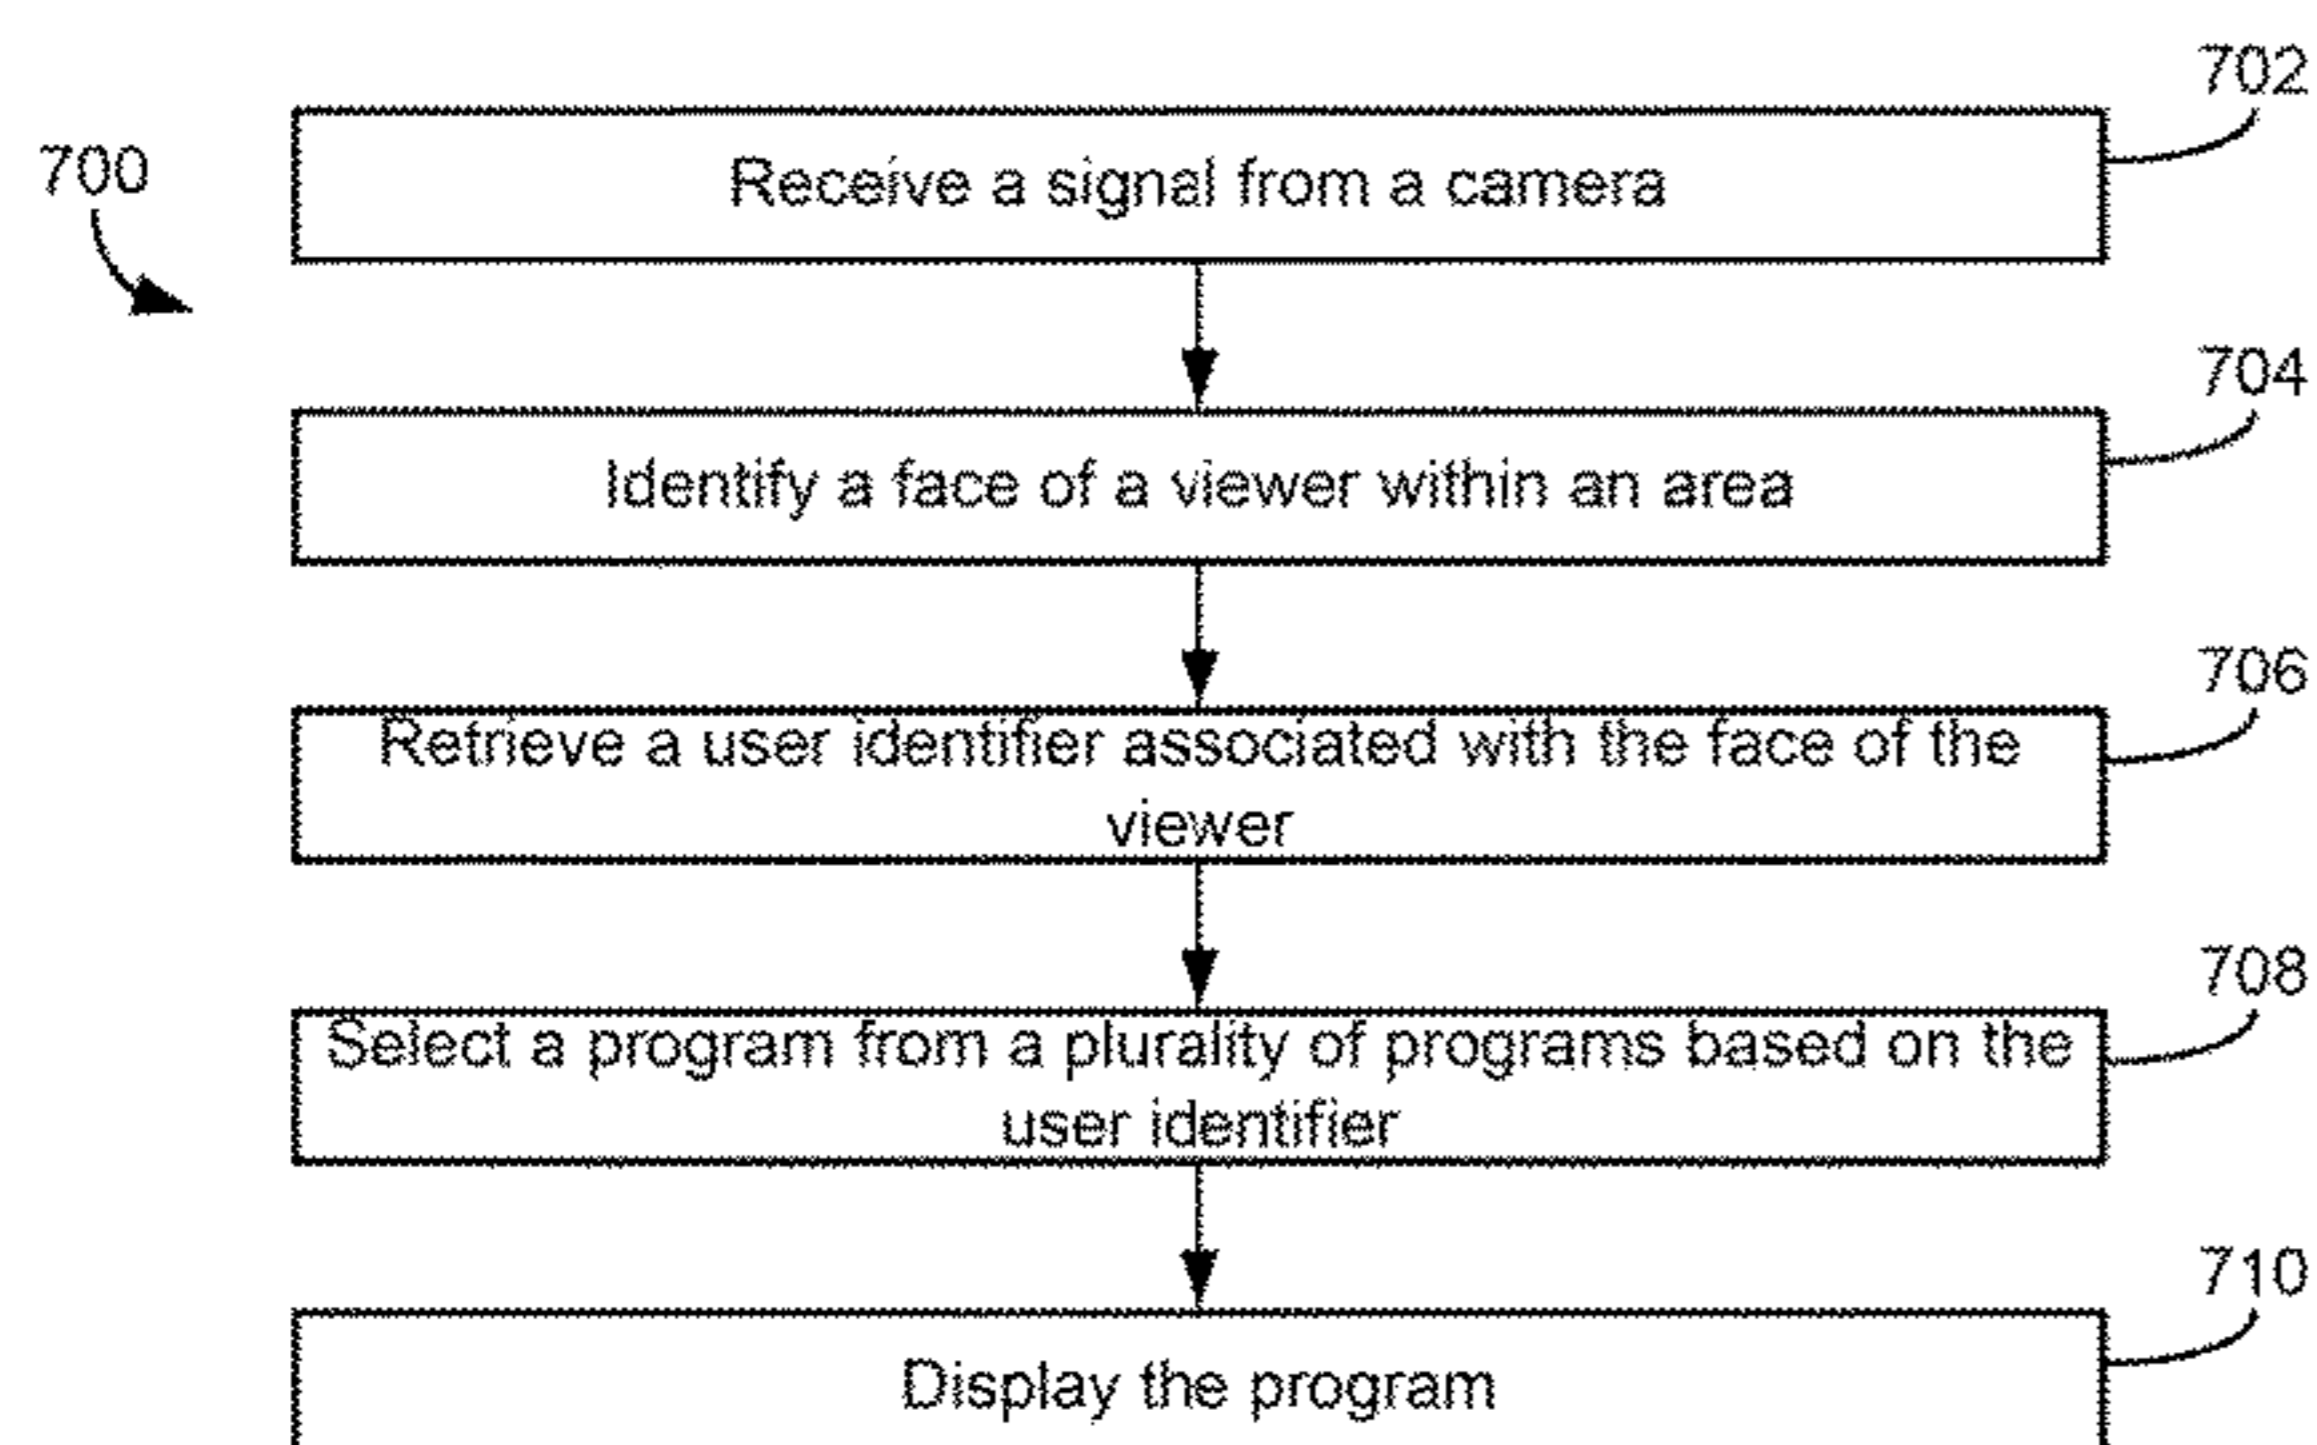 702
700
Receive a signal from a camera
704
Identify a face of a viewer within an area
706
Retrieve a user identifier associated with the face of the
viewer
708
Select a program from a plurality of programs based on the
user identifier
710
Display the program